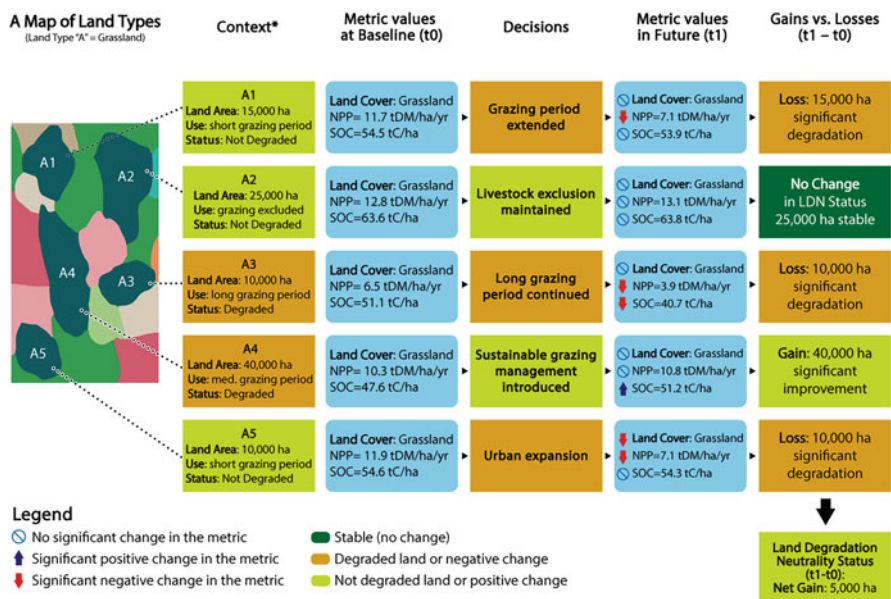 A Map of Land Types
(Land Type "A" = Grassland)
Context*
Metric values
at Baseline (t0)
Decisions
Metric values
in Future (t1)
Gains vs. Losses
(t1 – t0)
A1
A2
A4
A3
A5
A1
Land Area: 15,000 ha
Use: short grazing period
Status: Not Degraded
Land Cover: Grassland
NPP= 11.7 tDM/ha/yr
SOC=54.5 tC/ha
Grazing period
extended
Land Cover: Grassland
NPP=7.1 tDM/ha/yr
SOC=53.9 tC/ha
Loss: 15,000 ha
significant
degradation
A2
Land Area: 25,000 ha
Use: grazing excluded
Status: Not Degraded
Land Cover: Grassland
NPP= 12.8 tDM/ha/yr
SOC=63.6 tC/ha
Livestock exclusion
maintained
Land Cover: Grassland
NPP=13.1 tDM/ha/yr
SOC=63.8 tC/ha
No Change
in LDN Status
25,000 ha stable
A3
Land Area: 10,000 ha
Use: long grazing period
Status: Degraded
Land Cover: Grassland
NPP= 6.5 tDM/ha/yr
SOC=51.1 tC/ha
Long grazing
period continued
Land Cover: Grassland
NPP=3.9 tDM/ha/yr
SOC=40.7 tC/ha
Loss: 10,000 ha
significant
degradation
A4
Land Area: 40,000 ha
Use: med. grazing period
Status: Degraded
Land Cover: Grassland
NPP= 10.3 tDM/ha/yr
SOC=47.6 tC/ha
Sustainable grazing
management
introduced
Land Cover: Grassland
NPP=10.8 tDM/ha/yr
SOC=51.2 tC/ha
Gain: 40,000 ha
significant
improvement
A5
Land Area: 10,000 ha
Use: short grazing period
Status: Not Degraded
Land Cover: Grassland
NPP= 11.9 tDM/ha/yr
SOC=54.6 tC/ha
Urban expansion
Land Cover: Grassland
NPP=7.1 tDM/ha/yr
SOC=54.3 tC/ha
Loss: 10,000 ha
significant
degradation
Legend
No significant change in the metric
Significant positive change in the metric
Significant negative change in the metric
Stable (no change)
Degraded land or negative change
Not degraded land or positive change
Land Degradation
Neutrality Status
(t1-t0):
Net Gain: 5,000 ha